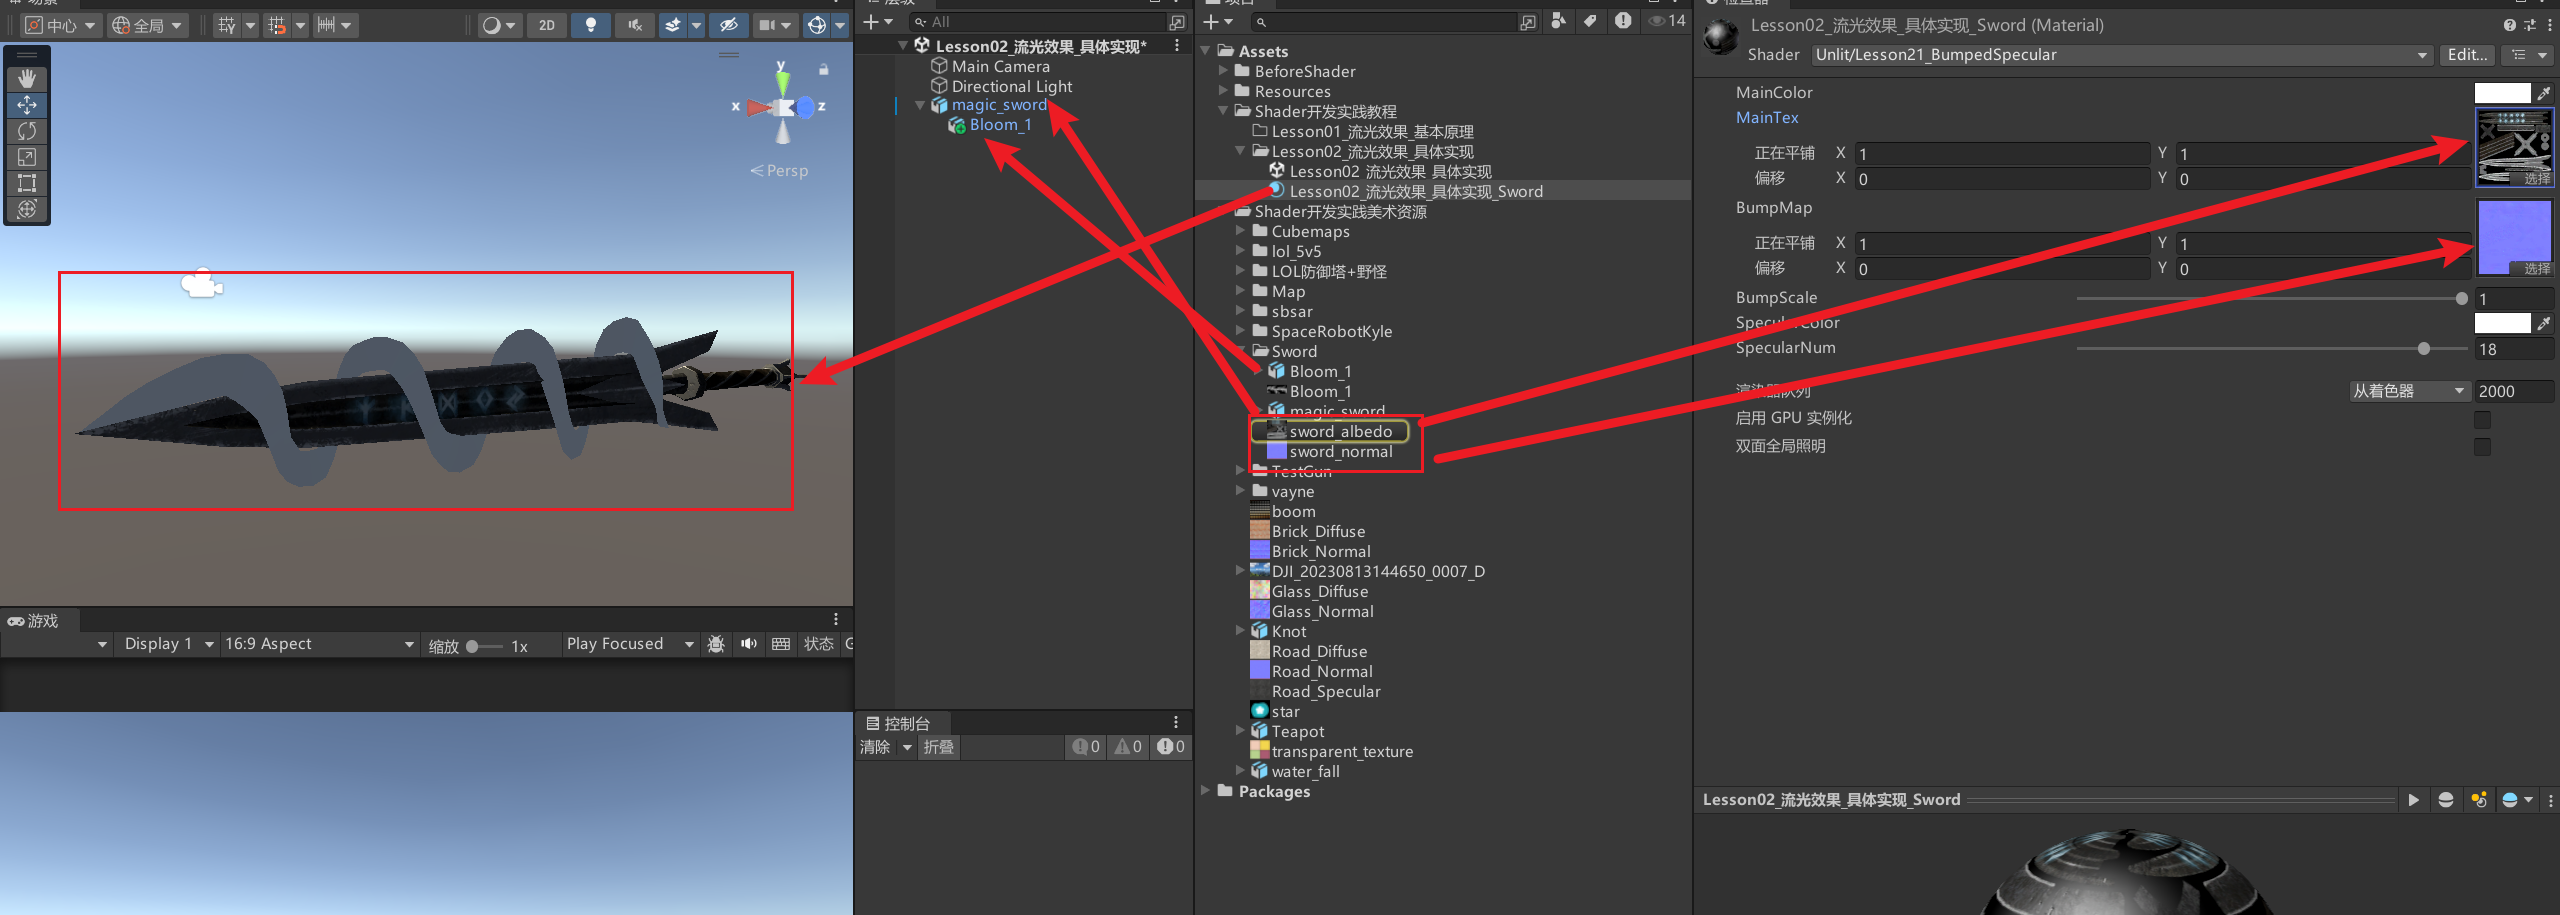 场景
中心
全局
2D
Y
X
Z
Persp
游戏
Display 1
16:9 Aspect
缩放
1x
Play Focused
状态
层级
All
Lesson02_流光效果_具体实现*
Main Camera
Directional Light
magic_sword
Bloom_1
控制台
清除
折叠
0
0
0
项目
14
Assets
BeforeShader
Resources
Shader开发实践教程
Lesson01_流光效果_基本原理
Lesson02_流光效果_具体实现
Lesson02_流光效果_具体实现
Lesson02_流光效果_具体实现_Sword
Shader开发实践美术资源
Cubemaps
lol_5v5
LOL防御塔+野怪
Map
sbsar
SpaceRobotKyle
Sword
Bloom_1
Bloom_1
magic_sword
sword_albedo
sword_normal
TestGun
vayne
boom
Brick_Diffuse
Brick_Normal
DJI_20230813144650_0007_D
Glass_Diffuse
Glass_Normal
Knot
Road_Diffuse
Road_Normal
Road_Specular
star
Teapot
transparent_texture
water_fall
Packages
检查器
Lesson02_流光效果_具体实现_Sword (Material)
Shader
Unlit/Lesson21_BumpedSpecular
Edit...
MainColor
MainTex
正在平铺 X 1 Y 1
偏移 X 0 Y 0
选择
BumpMap
正在平铺 X 1 Y 1
偏移 X 0 Y 0
选择
BumpScale 1
SpecularColor
SpecularNum 18
渲染器队列 从着色器 2000
启用 GPU 实例化
双面全局照明
Lesson02_流光效果_具体实现_Sword